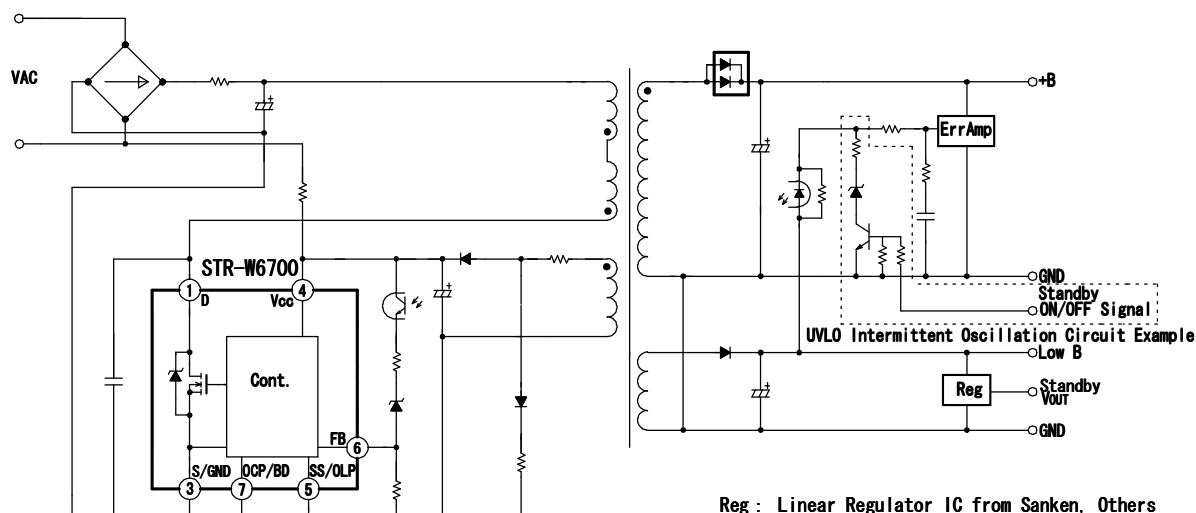 VAC
+B
ErrAmp
STR-W6700
GND
Standby
ON/OFF Signal
1
D
4
Vcc
UVLO Intermittent Oscillation Circuit Example
Low B
Cont.
Reg
Standby
VOUT
FB
6
GND
S/GND
OCP/BD
SS/OLP
3
7
5
Reg : Linear Regulator IC from Sanken, Others
+
+
+
+